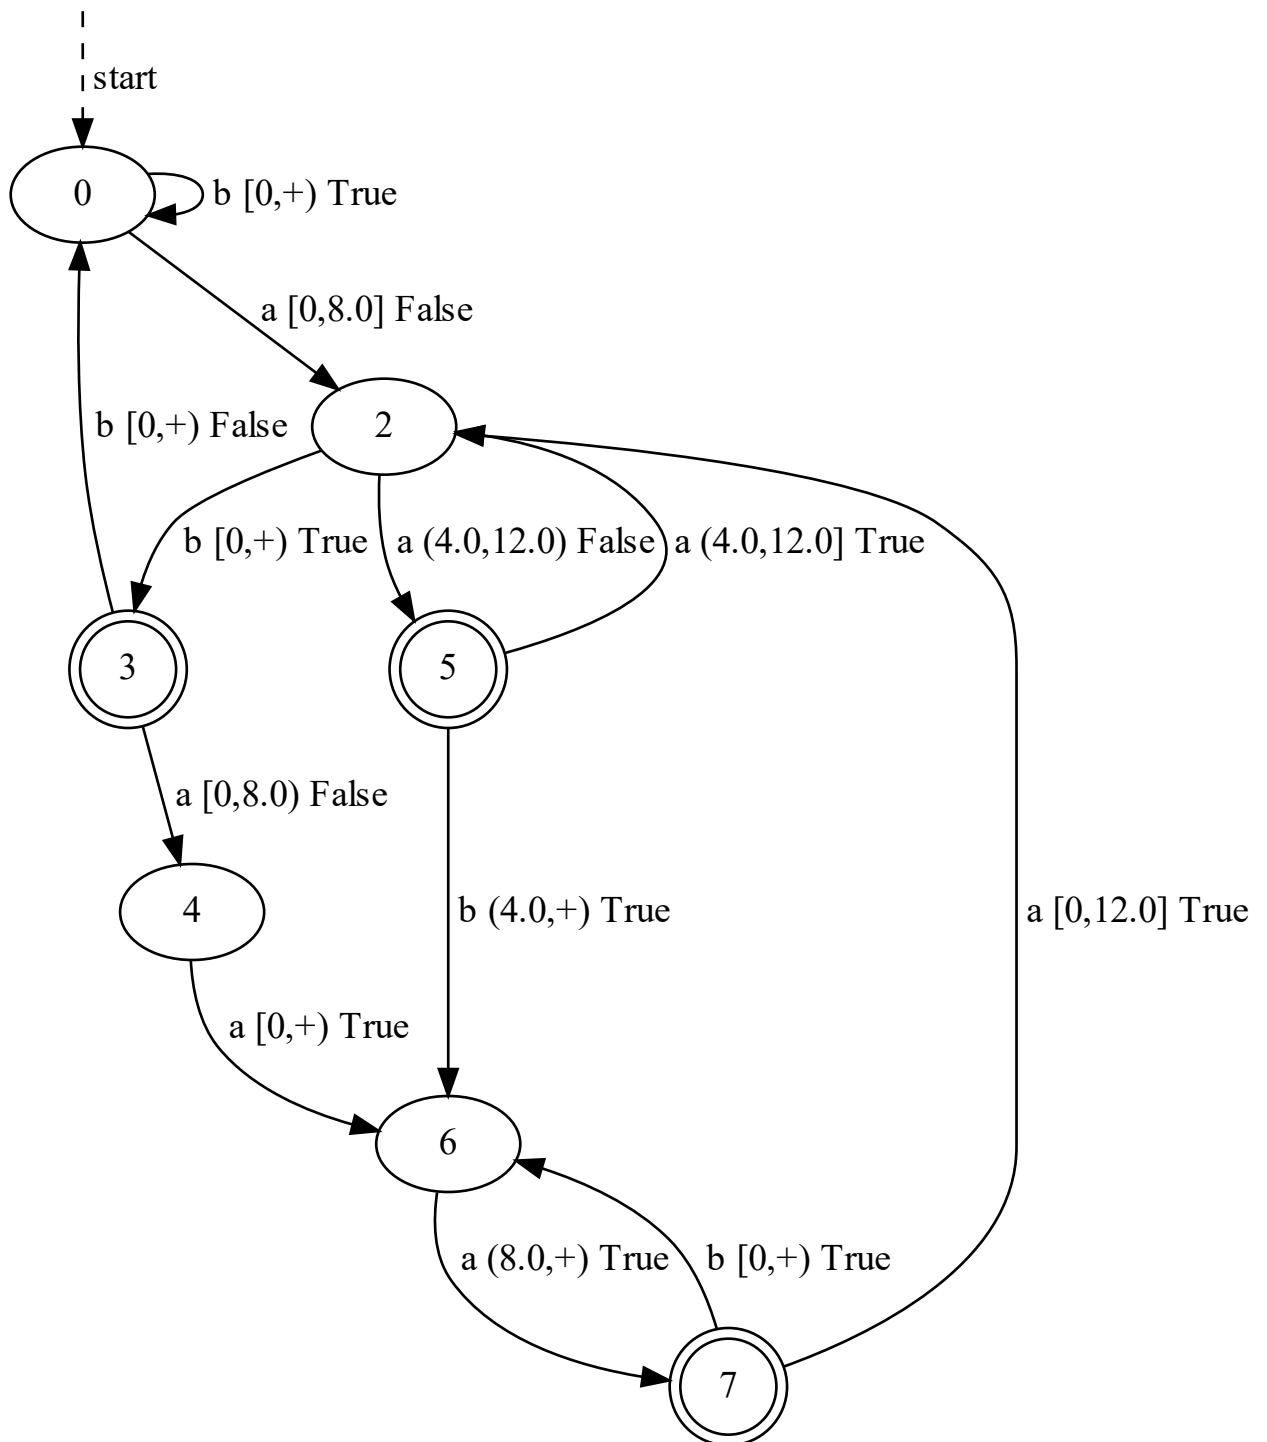 start
0
b [0,+) True
a [0,8.0] False
b [0,+) False
2
b [0,+) True
a (4.0,12.0) False
a (4.0,12.0] True
3
5
a [0,8.0) False
4
b (4.0,+) True
a [0,12.0] True
a [0,+) True
6
a (8.0,+) True
b [0,+) True
7